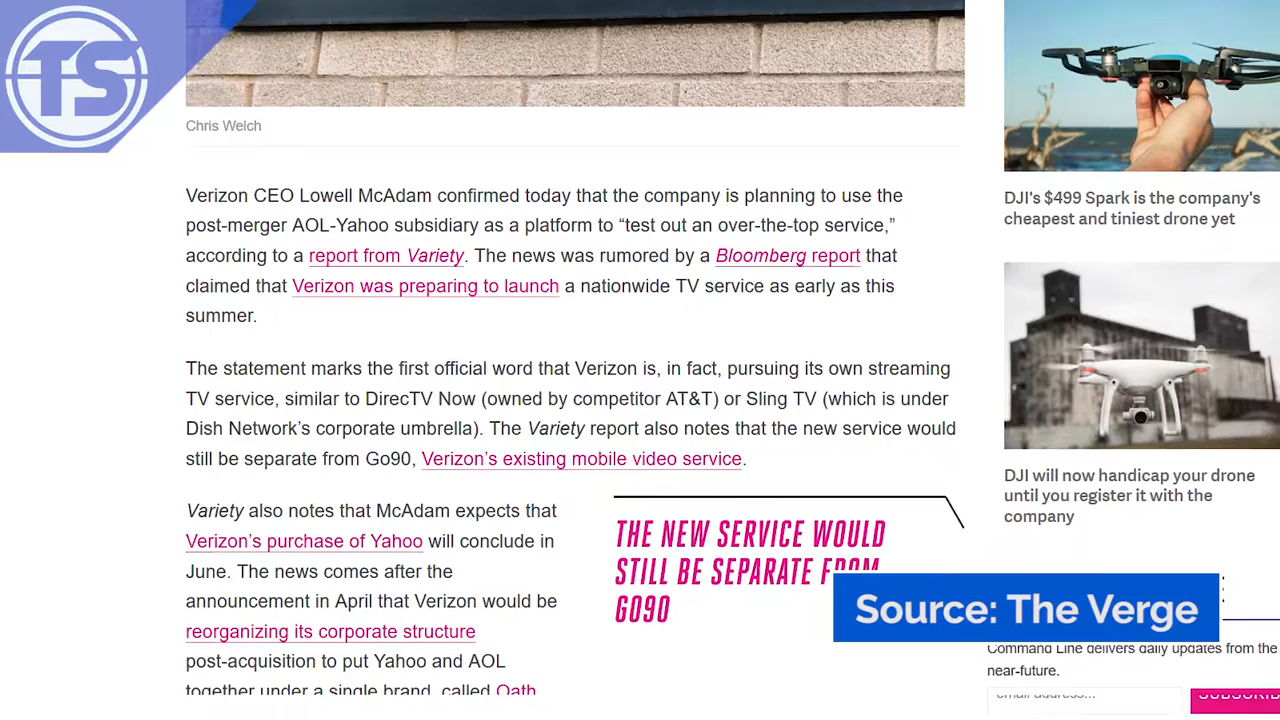 TS
Chris Welch
Verizon CEO Lowell McAdam confirmed today that the company is planning to use the
post-merger AOL-Yahoo subsidiary as a platform to “test out an over-the-top service,”
according to a report from Variety. The news was rumored by a Bloomberg report that
claimed that Verizon was preparing to launch a nationwide TV service as early as this
summer.
The statement marks the first official word that Verizon is, in fact, pursuing its own streaming
TV service, similar to DirecTV Now (owned by competitor AT&T) or Sling TV (which is under
Dish Network’s corporate umbrella). The Variety report also notes that the new service would
still be separate from Go90, Verizon’s existing mobile video service.
Variety also notes that McAdam expects that
Verizon’s purchase of Yahoo will conclude in
June. The news comes after the
announcement in April that Verizon would be
reorganizing its corporate structure
post-acquisition to put Yahoo and AOL
together under a single brand, called Oath
THE NEW SERVICE WOULD
STILL BE SEPARATE FROM
GO90
DJI's $499 Spark is the company's
cheapest and tiniest drone yet
DJI will now handicap your drone
until you register it with the
company
Source: The Verge
Command Line delivers daily updates from the
near-future.
email address...
SUBSCRIB